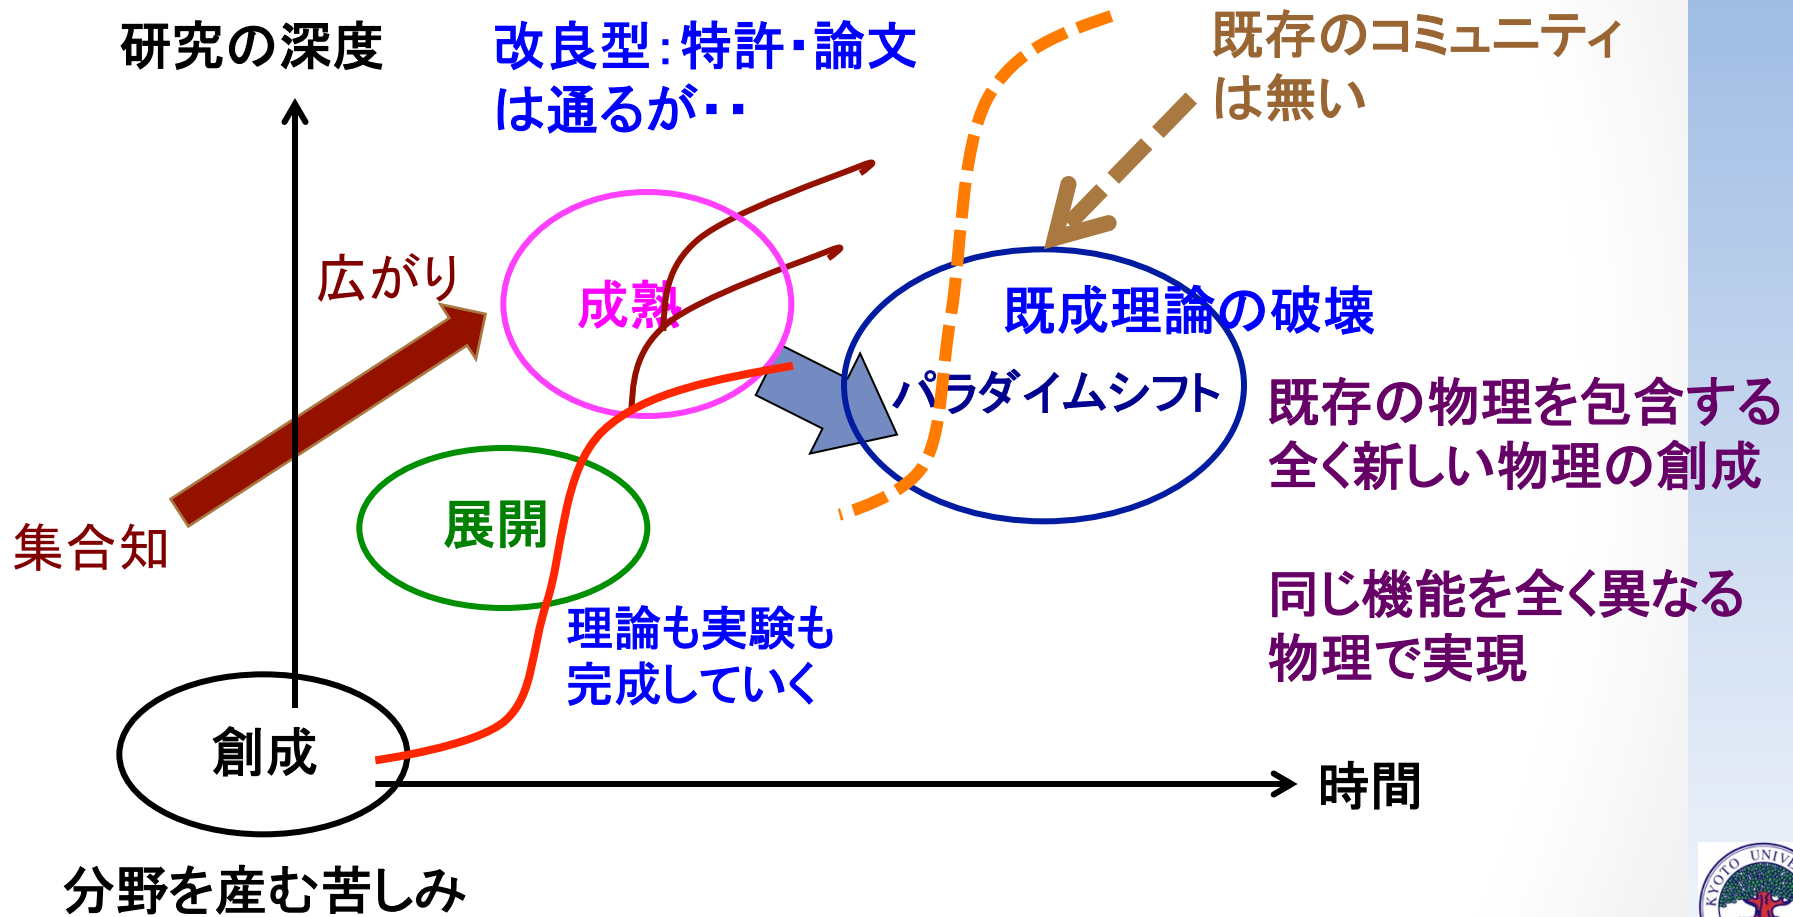 研究の深度
改良型：特許・論文
は通るが・・
既存のコミュニティ
は無い
広がり
成熟
既成理論の破壊
パラダイムシフト
既存の物理を包含する
全く新しい物理の創成
集合知
展開
理論も実験も
完成していく
同じ機能を全く異なる
物理で実現
創成
時間
分野を産む苦しみ
KYOTO UNIVE